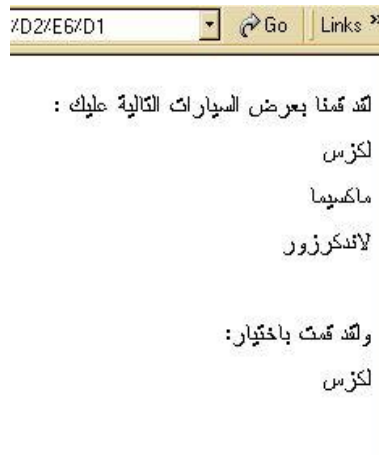 %D2%E6%D1 Go Links »
لقد قمنا بعرض السيارات التالية عليك :
لكزس
ماكسيما
لاندكرزور
ولقد قمت باختيار:
لكزس